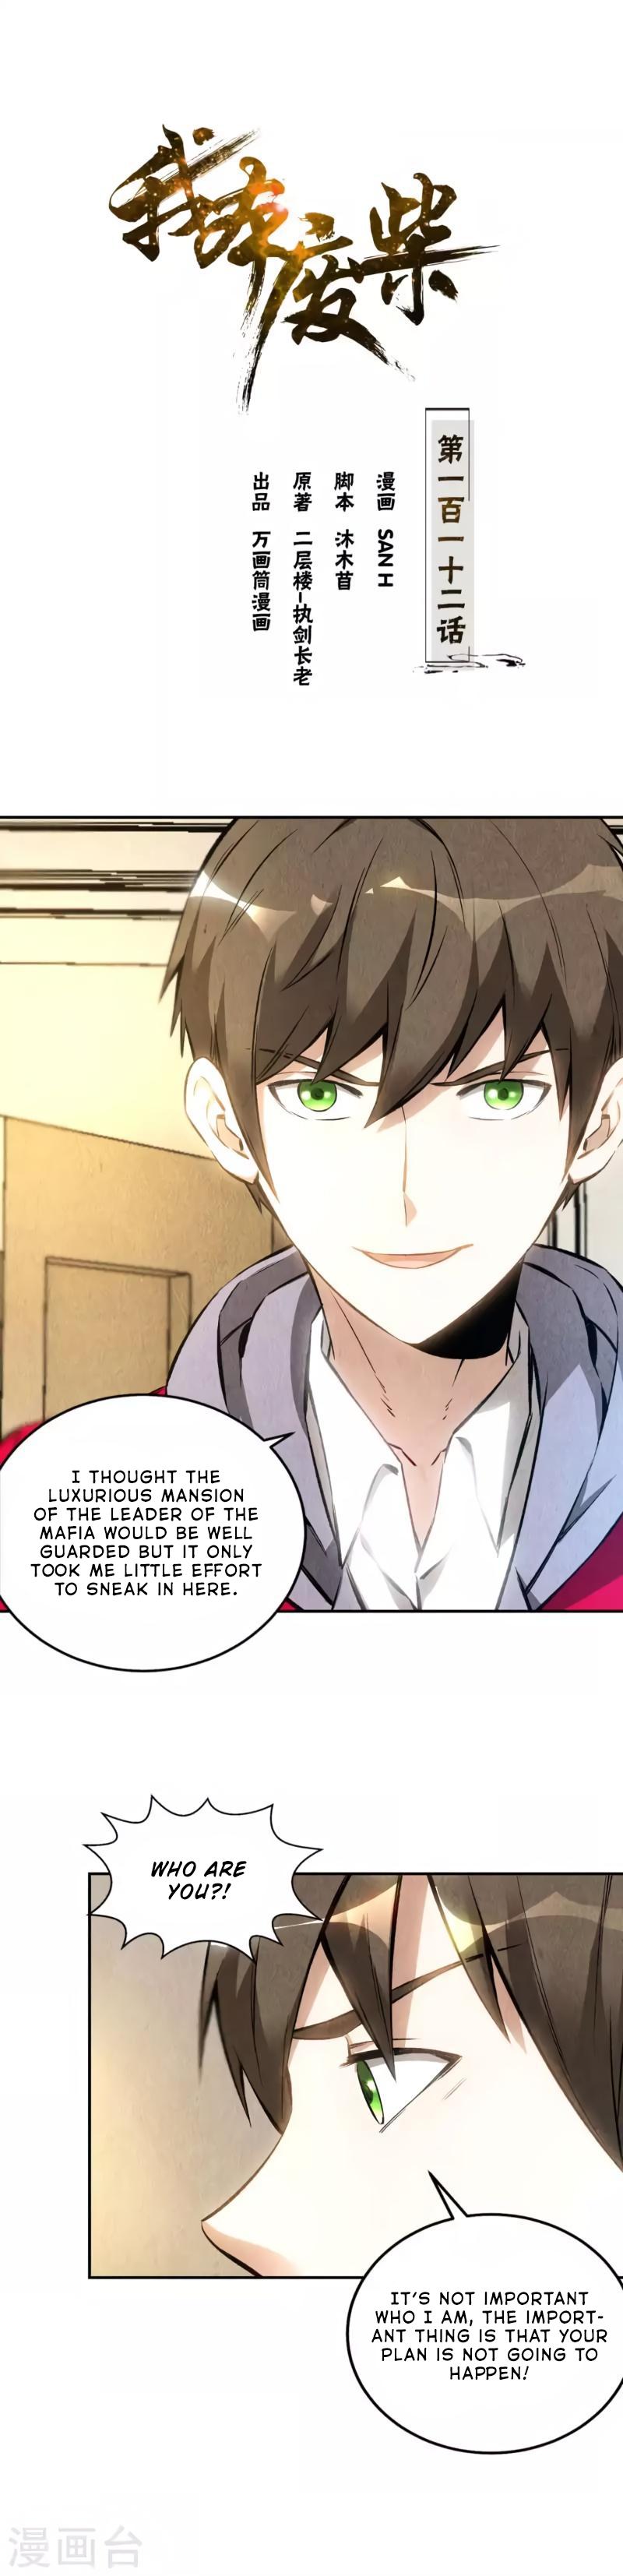 我本废柴
第一百一十二话
漫画 SAN H
脚本 沐木苜
原著 二层楼-执剑长老
出品 万画筒漫画
I THOUGHT THE
LUXURIOUS MANSION
OF THE LEADER OF THE
MAFIA WOULD BE WELL
GUARDED BUT IT ONLY
TOOK ME LITTLE EFFORT
TO SNEAK IN HERE.
WHO ARE
YOU?!
IT'S NOT IMPORTANT
WHO I AM, THE IMPORT-
ANT THING IS THAT YOUR
PLAN IS NOT GOING TO
HAPPEN!
漫画台